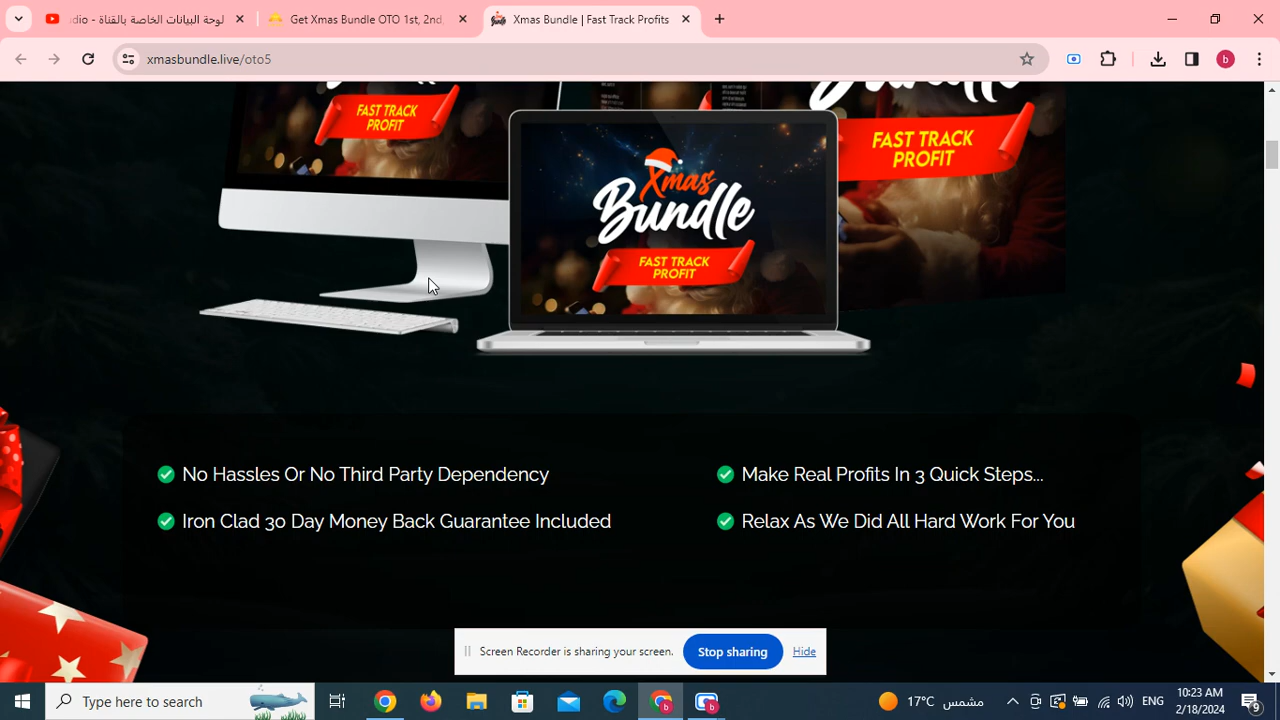 لوحة البيانات الخاصة بالقناة - dio
Get Xmas Bundle OTO 1st, 2nd,
Xmas Bundle | Fast Track Profits
xmasbundle.live/oto5
b
FAST TRACK
PROFIT
FAST TRACK
PROFIT
Xmas
Bundle
FAST TRACK
PROFIT
No Hassles Or No Third Party Dependency
Make Real Profits In 3 Quick Steps...
Iron Clad 30 Day Money Back Guarantee Included
Relax As We Did All Hard Work For You
Screen Recorder is sharing your screen.
Stop sharing
Hide
Type here to search
17°C مشمس
ENG
10:23 AM
2/18/2024
9